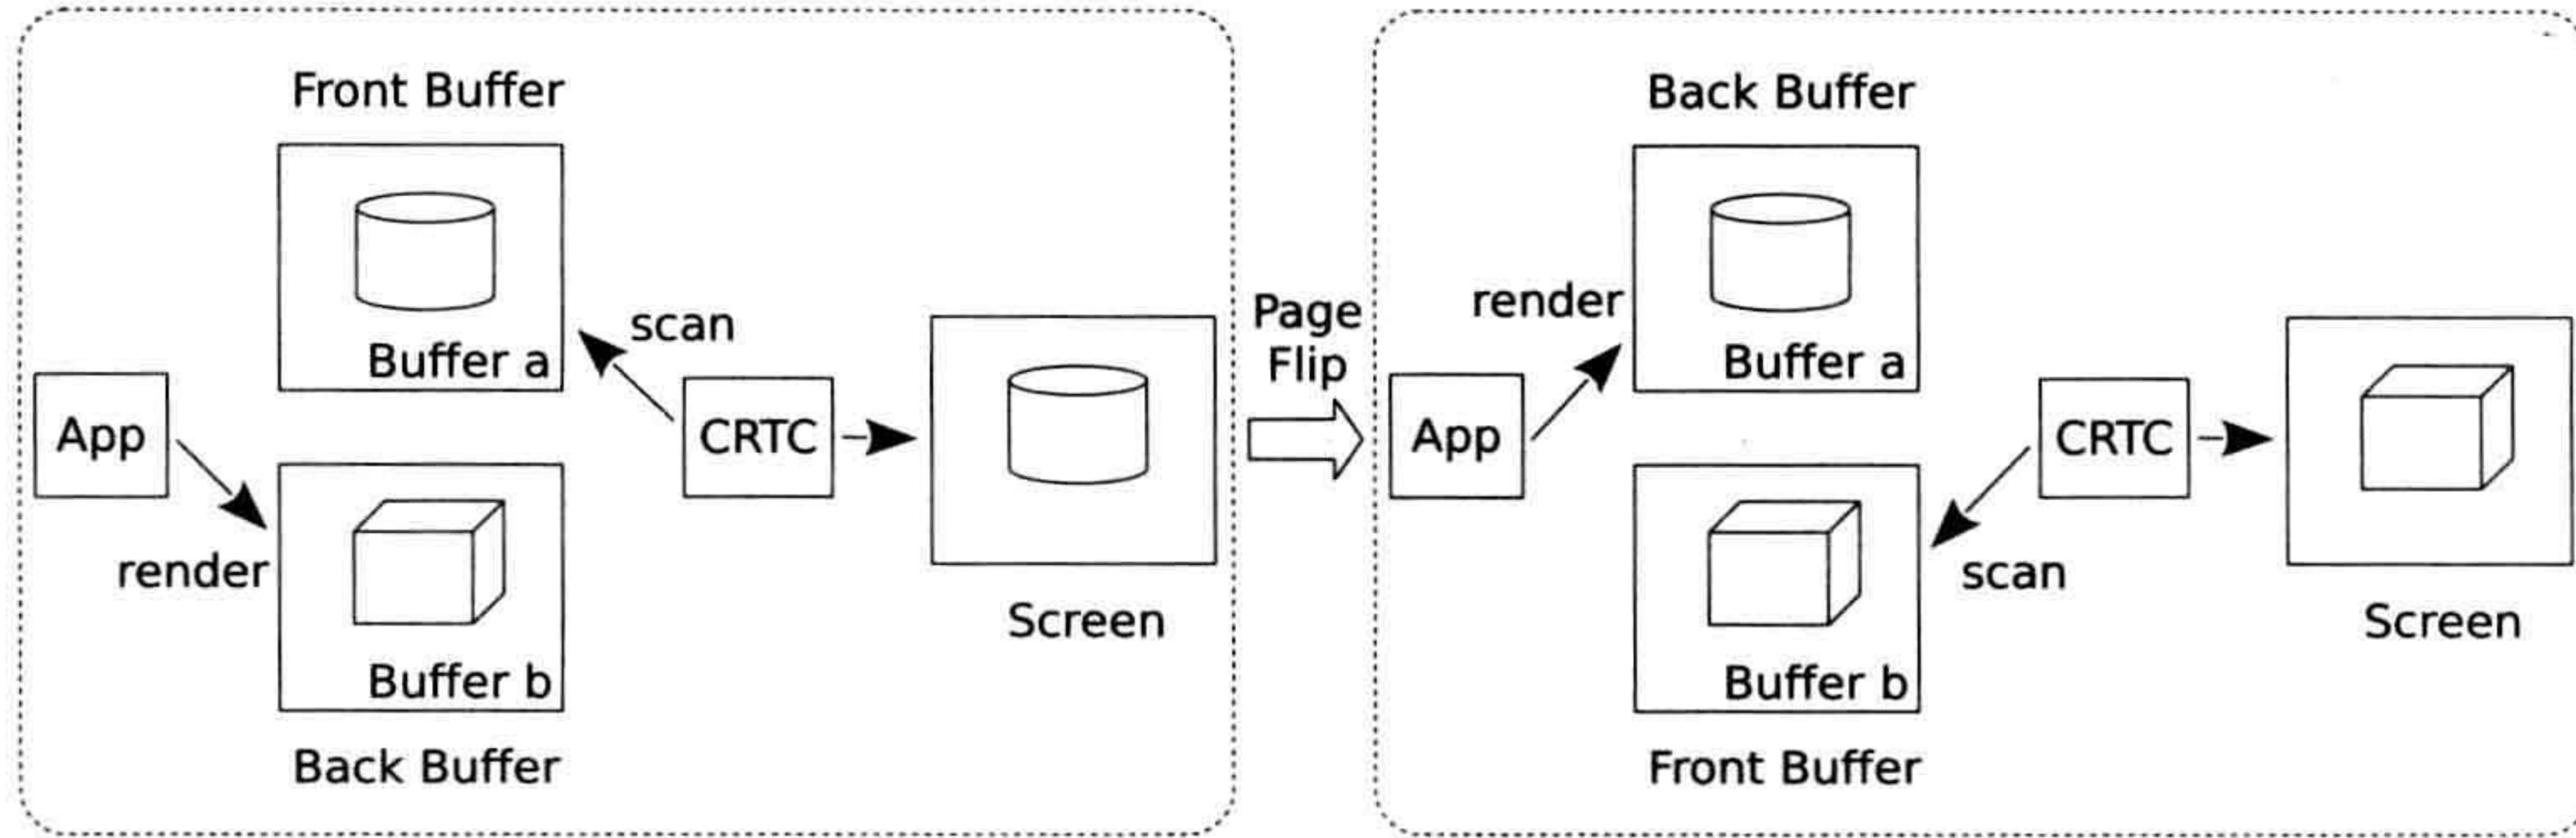 Front Buffer
Buffer a
scan
App
CRTC
render
Buffer b
Back Buffer
Screen
Page
Flip
Back Buffer
render
Buffer a
App
CRTC
scan
Buffer b
Front Buffer
Screen